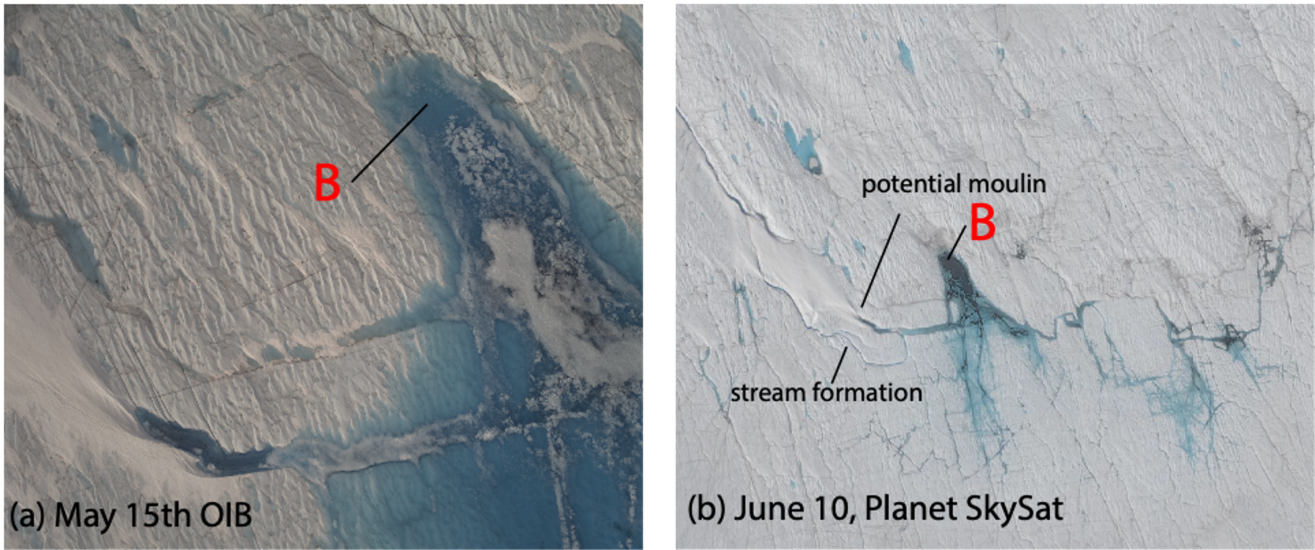 B
(a) May 15th OIB
potential moulin
B
stream formation
(b) June 10, Planet SkySat